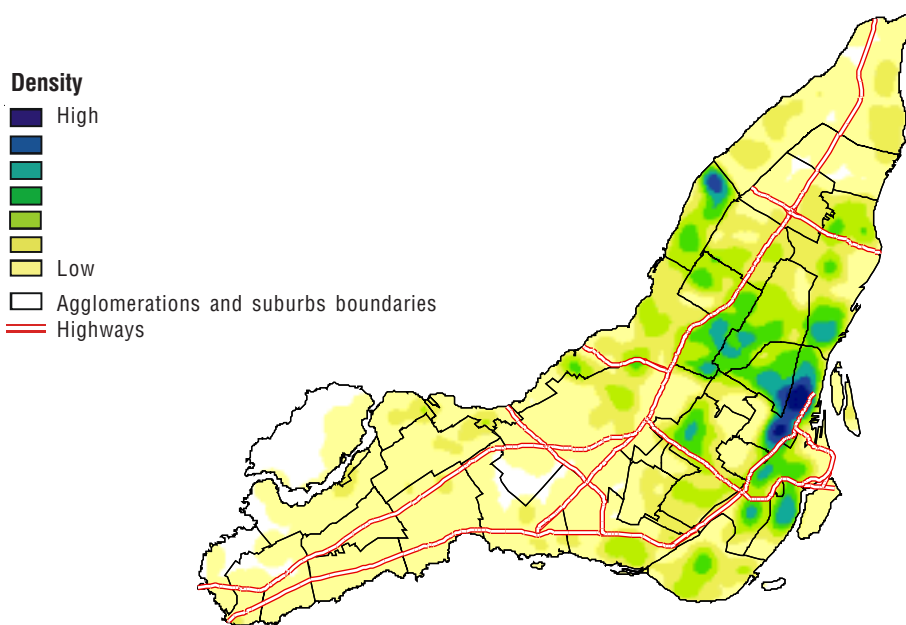 Density
High
Low
Agglomerations and suburbs boundaries
Highways